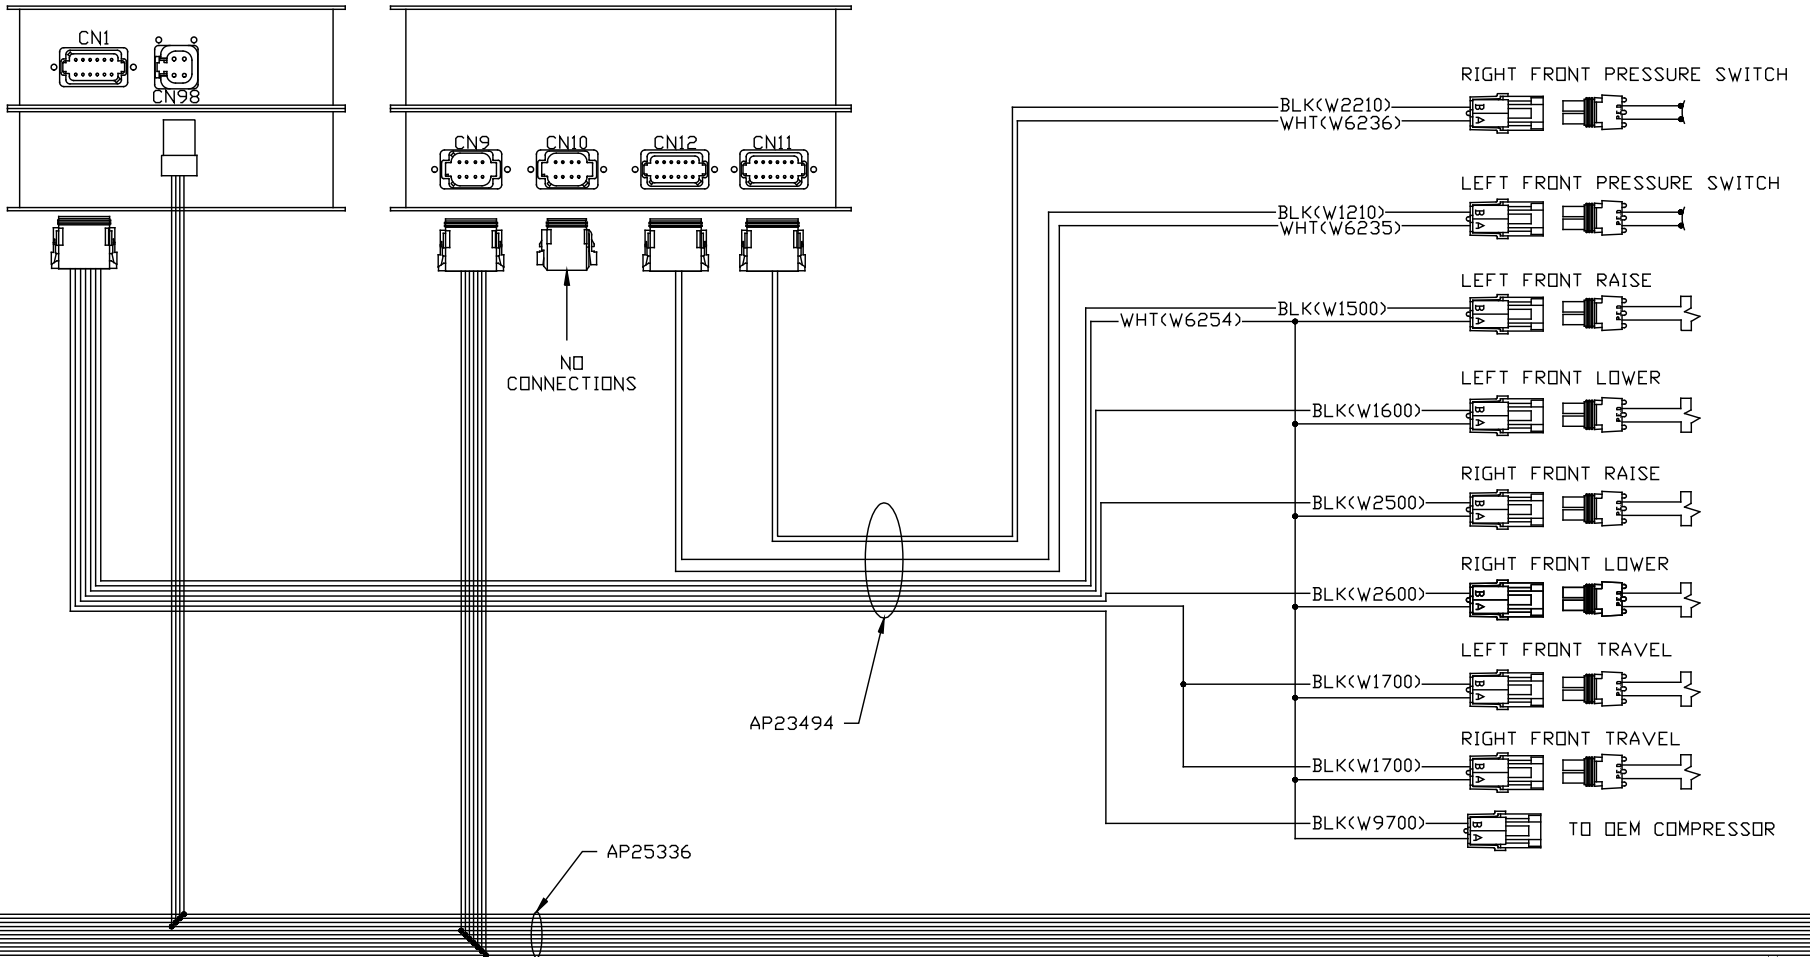 CN1
CN98
CN9
CN10
CN12
CN11
NO
CONNECTIONS
RIGHT FRONT PRESSURE SWITCH
BLK(W2210)
WHT(W6236)
B
A
LEFT FRONT PRESSURE SWITCH
BLK(W1210)
WHT(W6235)
B
A
LEFT FRONT RAISE
BLK(W1500)
WHT(W6254)
B
A
LEFT FRONT LOWER
BLK(W1600)
B
A
RIGHT FRONT RAISE
BLK(W2500)
B
A
RIGHT FRONT LOWER
BLK(W2600)
B
A
LEFT FRONT TRAVEL
BLK(W1700)
B
A
RIGHT FRONT TRAVEL
BLK(W1700)
B
A
BLK(W9700)
B
A
TO OEM COMPRESSOR
AP23494
AP25336